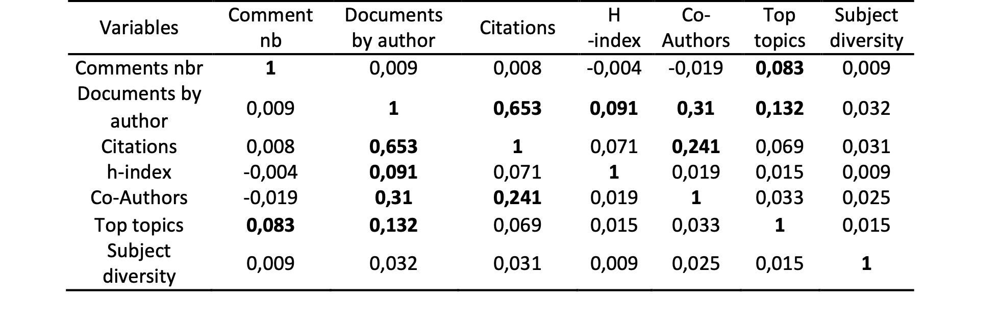 Variables Comment nb Documents by author Citations H -index Co- Authors Top topics Subject diversity
Comments nbr 1 0,009 0,008 -0,004 -0,019 0,083 0,009
Documents by author 0,009 1 0,653 0,091 0,31 0,132 0,032
Citations 0,008 0,653 1 0,071 0,241 0,069 0,031
h-index -0,004 0,091 0,071 1 0,019 0,015 0,009
Co-Authors -0,019 0,31 0,241 0,019 1 0,033 0,025
Top topics 0,083 0,132 0,069 0,015 0,033 1 0,015
Subject diversity 0,009 0,032 0,031 0,009 0,025 0,015 1